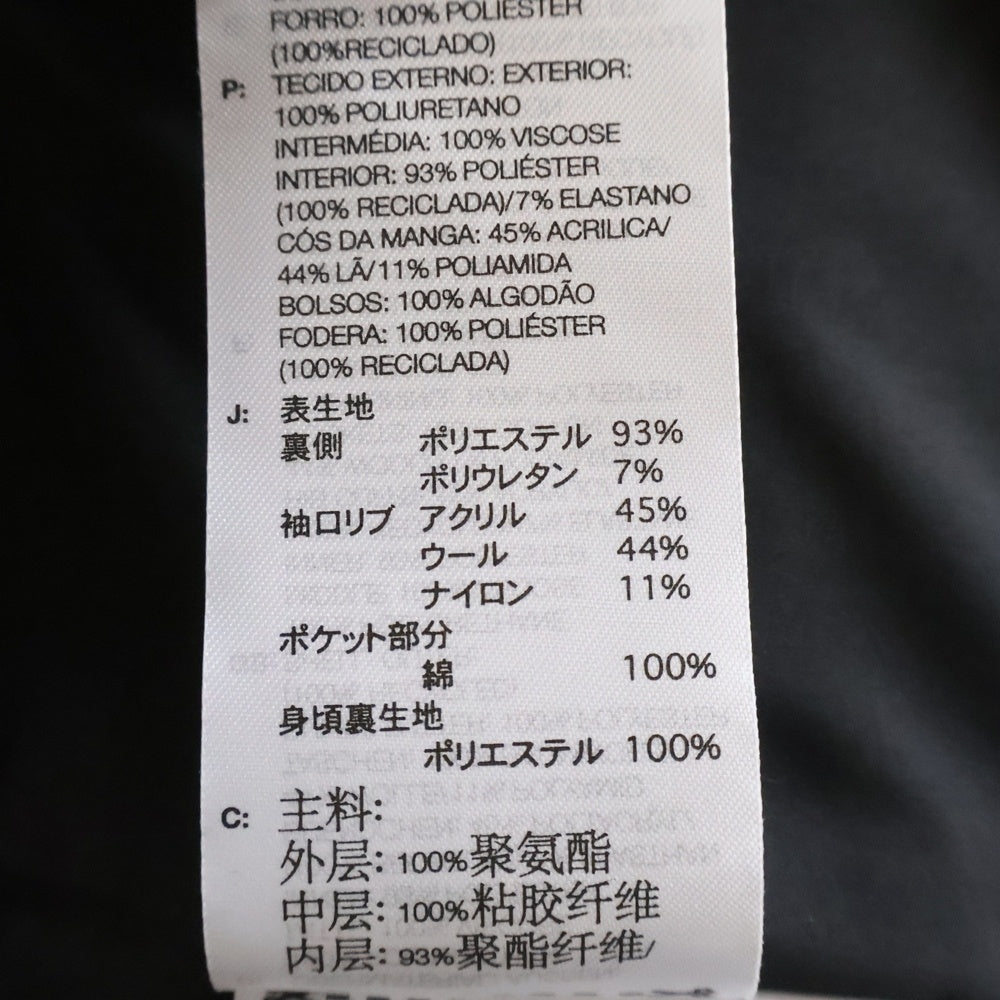 FORRO: 100% POLIÉSTER
(100%RECICLADO)
P: TECIDO EXTERNO: EXTERIOR:
100% POLIURETANO
INTERMÉDIA: 100% VISCOSE
INTERIOR: 93% POLIÉSTER
(100% RECICLADA)/7% ELASTANO
CÓS DA MANGA: 45% ACRILICA/
44% LÃ/11% POLIAMIDA
BOLSOS: 100% ALGODÃO
FODERA: 100% POLIÉSTER
(100% RECICLADA)
J: 表生地
裏側 ポリエステル 93%
ポリウレタン 7%
袖口リブ アクリル 45%
ウール 44%
ナイロン 11%
ポケット部分
綿 100%
身頃裏生地
ポリエステル 100%
C: 主料:
外层: 100%聚氨酯
中层: 100%粘胶纤维
内层: 93%聚酯纤维/